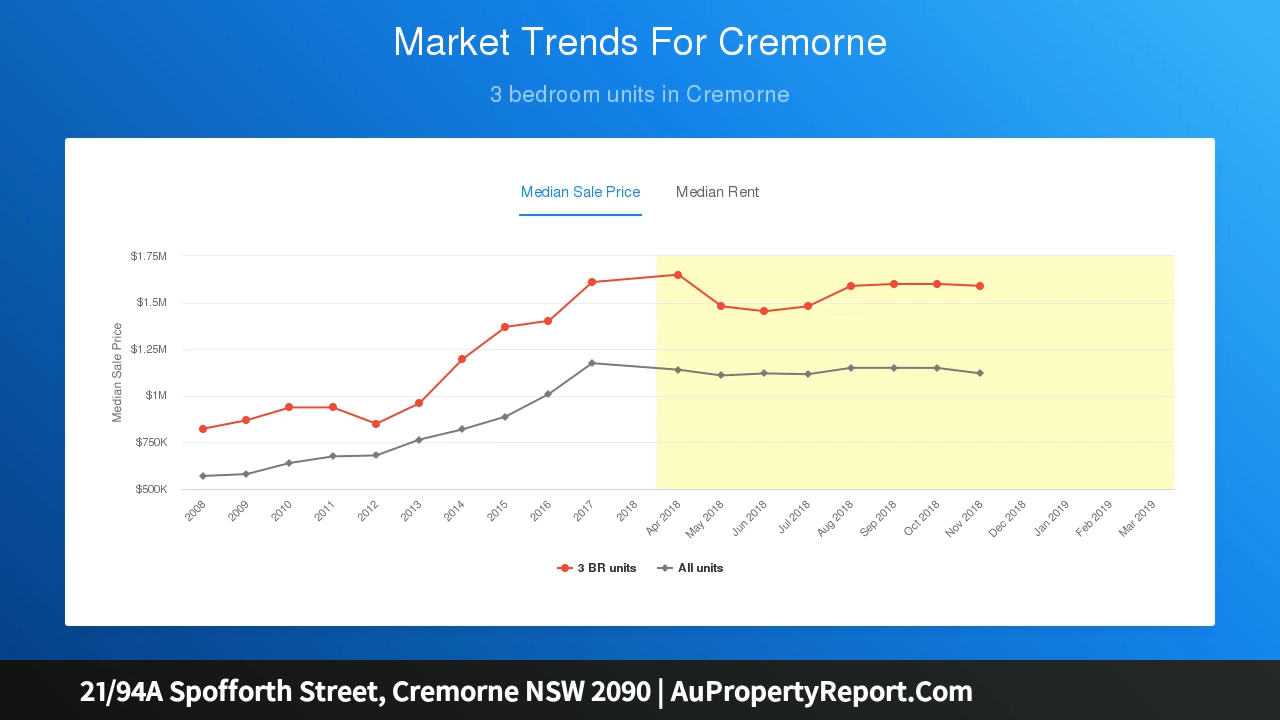 Market Trends For Cremorne
3 bedroom units in Cremorne
Median Sale Price
Median Rent
Median Sale Price
$1.75M
$1.5M
$1.25M
$1M
$750K
$500K
2008
2009
2010
2011
2012
2013
2014
2015
2016
2017
2018
Apr 2018
May 2018
Jun 2018
Jul 2018
Aug 2018
Sep 2018
Oct 2018
Nov 2018
Dec 2018
Jan 2019
Feb 2019
Mar 2019
3 BR units
All units
21/94A Spofforth Street, Cremorne NSW 2090 | AuPropertyReport.Com